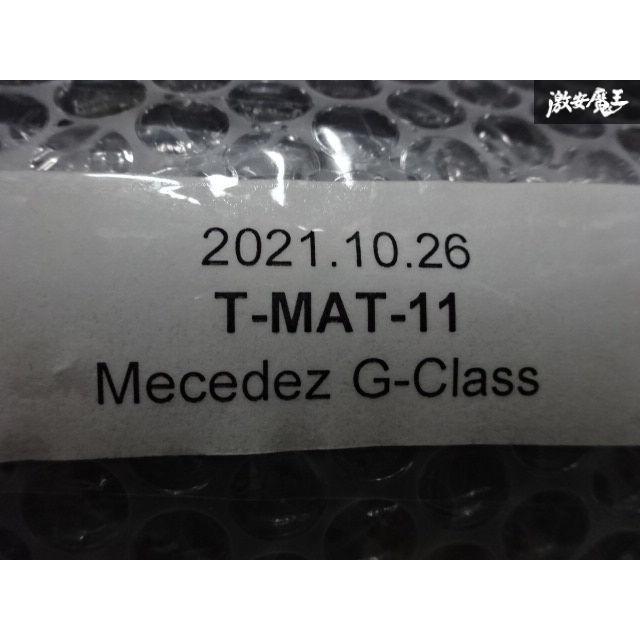 激安魔王
2021.10.26
T-MAT-11
Mecedez G-Class